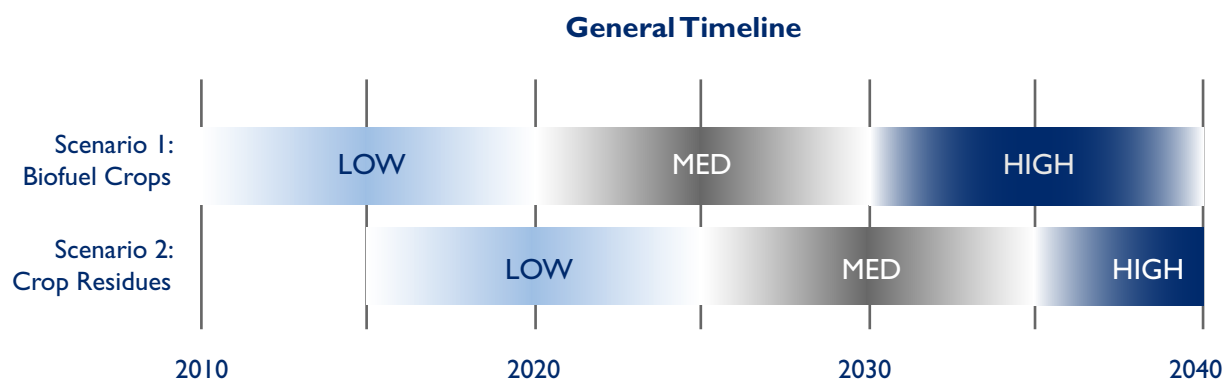 General Timeline
Scenario 1:
Biofuel Crops
LOW
MED
HIGH
Scenario 2:
Crop Residues
LOW
MED
HIGH
2010
2020
2030
2040